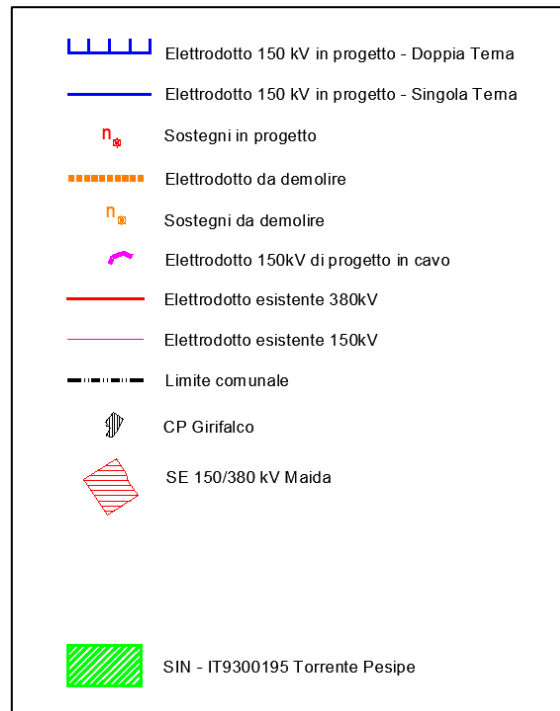 Elettrodotto 150 kV in progetto - Doppia Terna
Elettrodotto 150 kV in progetto - Singola Terna
n Sostegni in progetto
Elettrodotto da demolire
n Sostegni da demolire
Elettrodotto 150kV di progetto in cavo
Elettrodotto esistente 380kV
Elettrodotto esistente 150kV
Limite comunale
CP Girifalco
SE 150/380 kV Maida
SIN - IT9300195 Torrente Pesipe